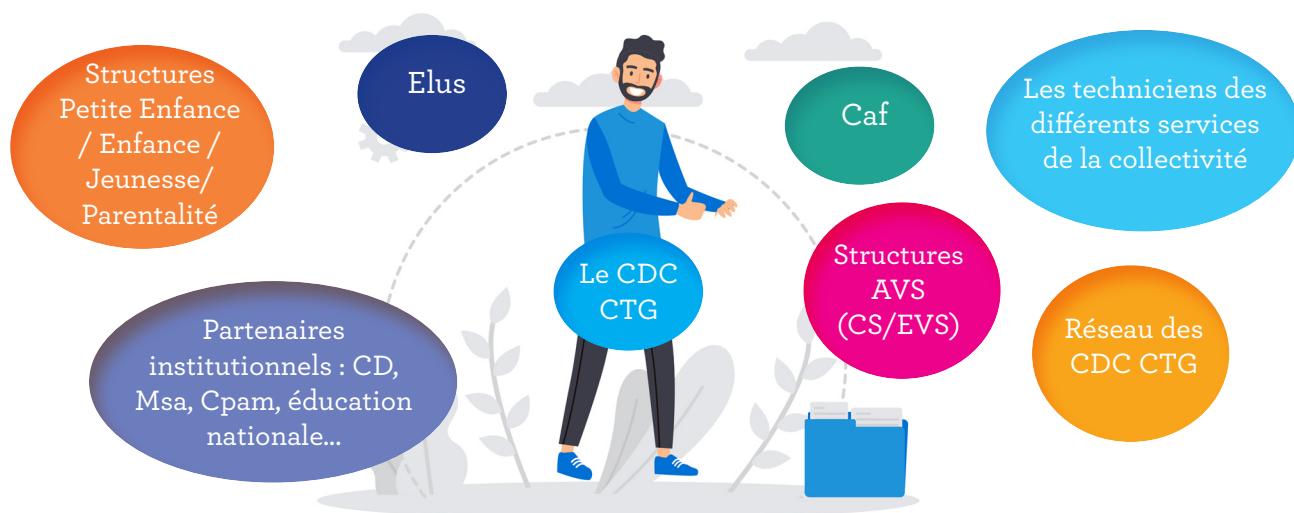 Structures
Petite Enfance
/ Enfance /
Jeunesse/
Parentalité
Elus
Caf
Les techniciens des
différents services
de la collectivité
Le CDC
CTG
Structures
AVS
(CS/EVS)
Partenaires
institutionnels : CD,
Msa, Cpam, éducation
nationale...
Réseau des
CDC CTG